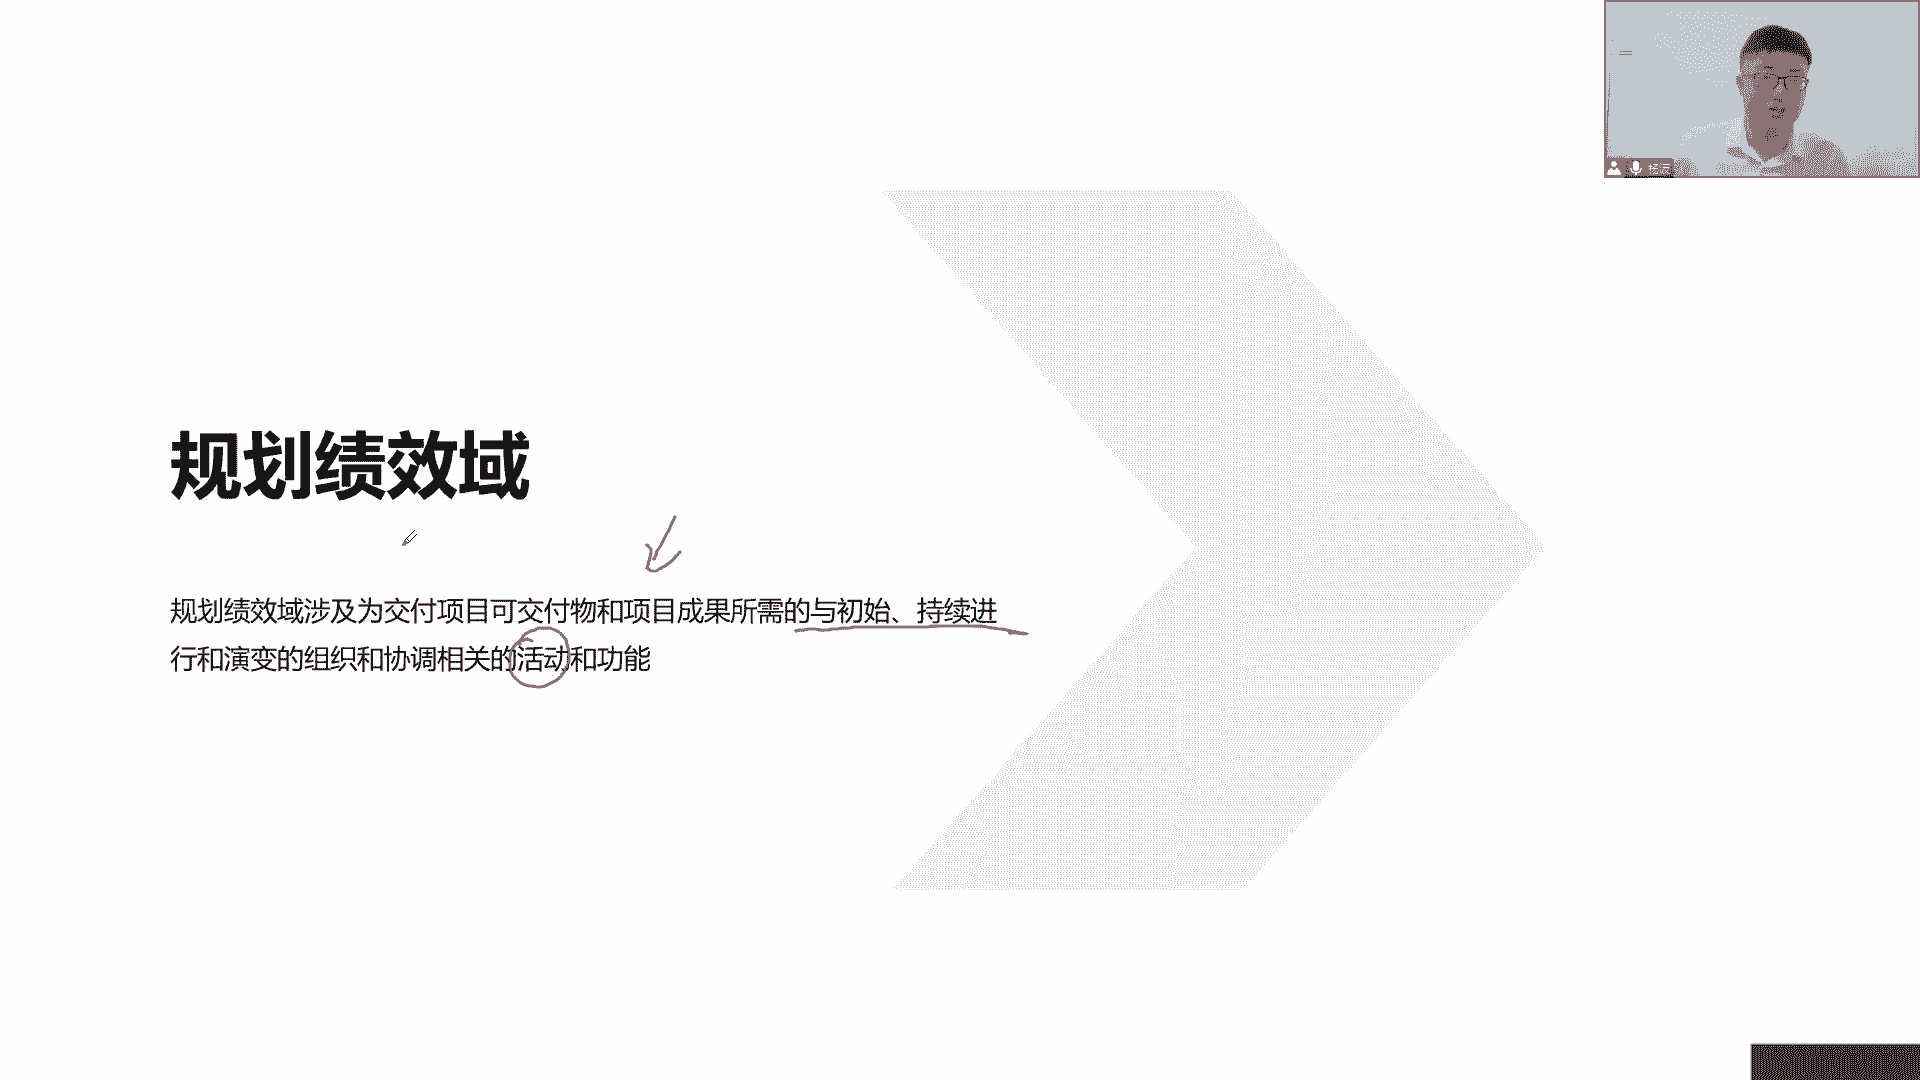 规划绩效域
规划绩效域涉及为交付项目可交付物和项目成果所需的与初始、持续进
行和演变的组织和协调相关的活动和功能